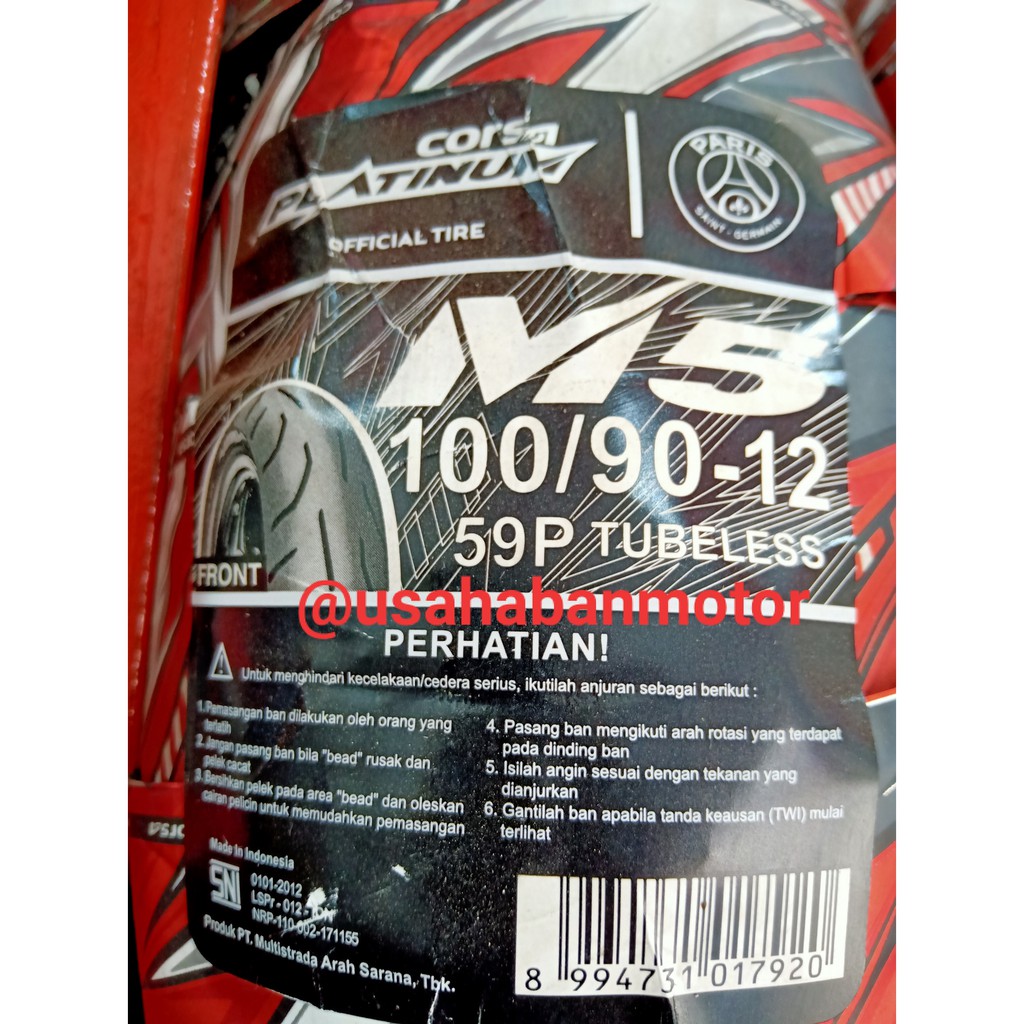 corsa
PLATINUM
OFFICIAL TIRE
PARIS
SAINT-GERMAIN
M5
100/90-12
59P TUBELESS
FRONT
@usahabanmotor
PERHATIAN!
Untuk menghindari kecelakaan/cedera serius, ikutilah anjuran sebagai berikut :
1. Pemasangan ban dilakukan oleh orang yang
terlatih
2. Jangan pasang ban bila "bead" rusak dan
pelek cacat
3. Bersihkan pelek pada area "bead" dan oleskan
cairan pelicin untuk memudahkan pemasangan
4. Pasang ban mengikuti arah rotasi yang terdapat
pada dinding ban
5. Isilah angin sesuai dengan tekanan yang
dianjurkan
6. Gantilah ban apabila tanda keausan (TWI) mulai
terlihat
Made In Indonesia
SNI
0101-2012
LSPr - 012 - IDN
NRP-110-002-171155
Produk PT. Multistrada Arah Sarana, Tbk.
8 994731 017920